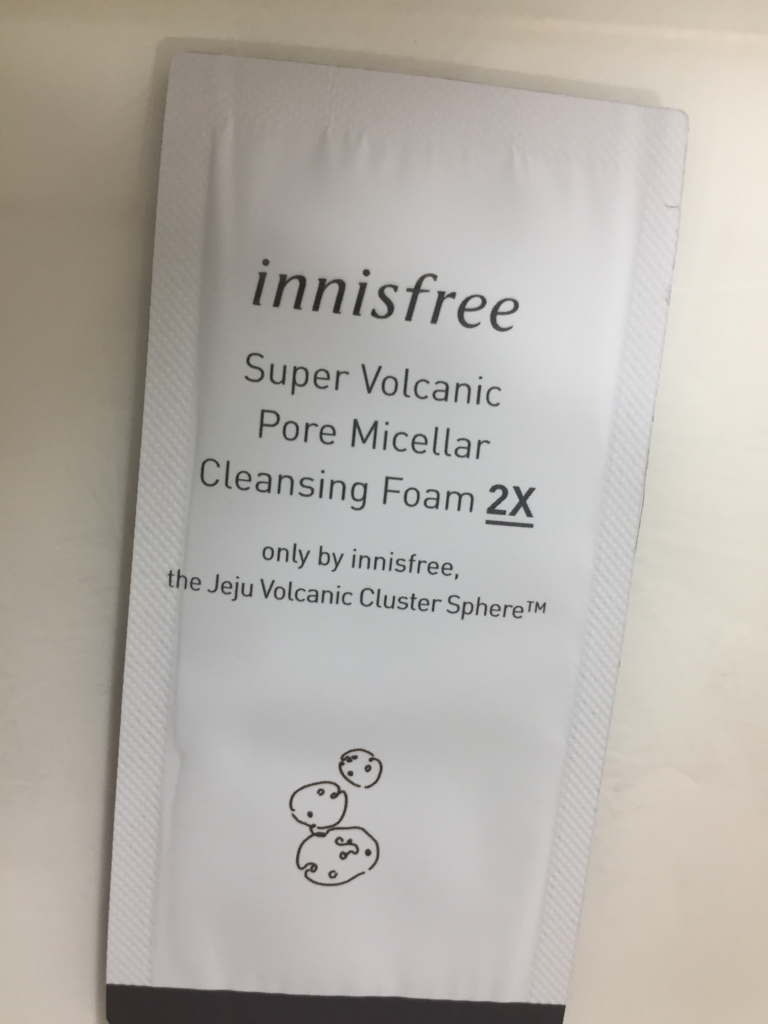 innisfree
Super Volcanic
Pore Micellar
Cleansing Foam 2X
only by innisfree,
the Jeju Volcanic Cluster Sphere™